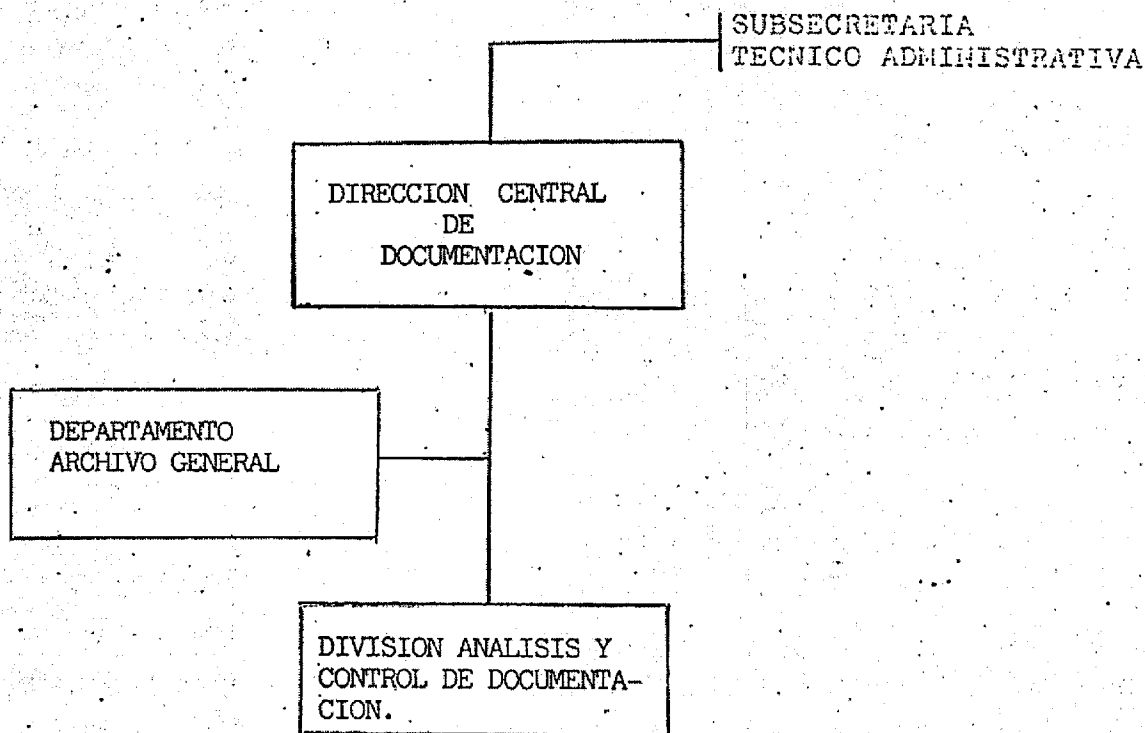 SUBSECRETARIA
TECNICO ADMINISTRATIVA
DIRECCION CENTRAL
DE
DOCUMENTACION
DEPARTAMENTO
ARCHIVO GENERAL
DIVISION ANALISIS Y
CONTROL DE DOCUMENTA-
CION.